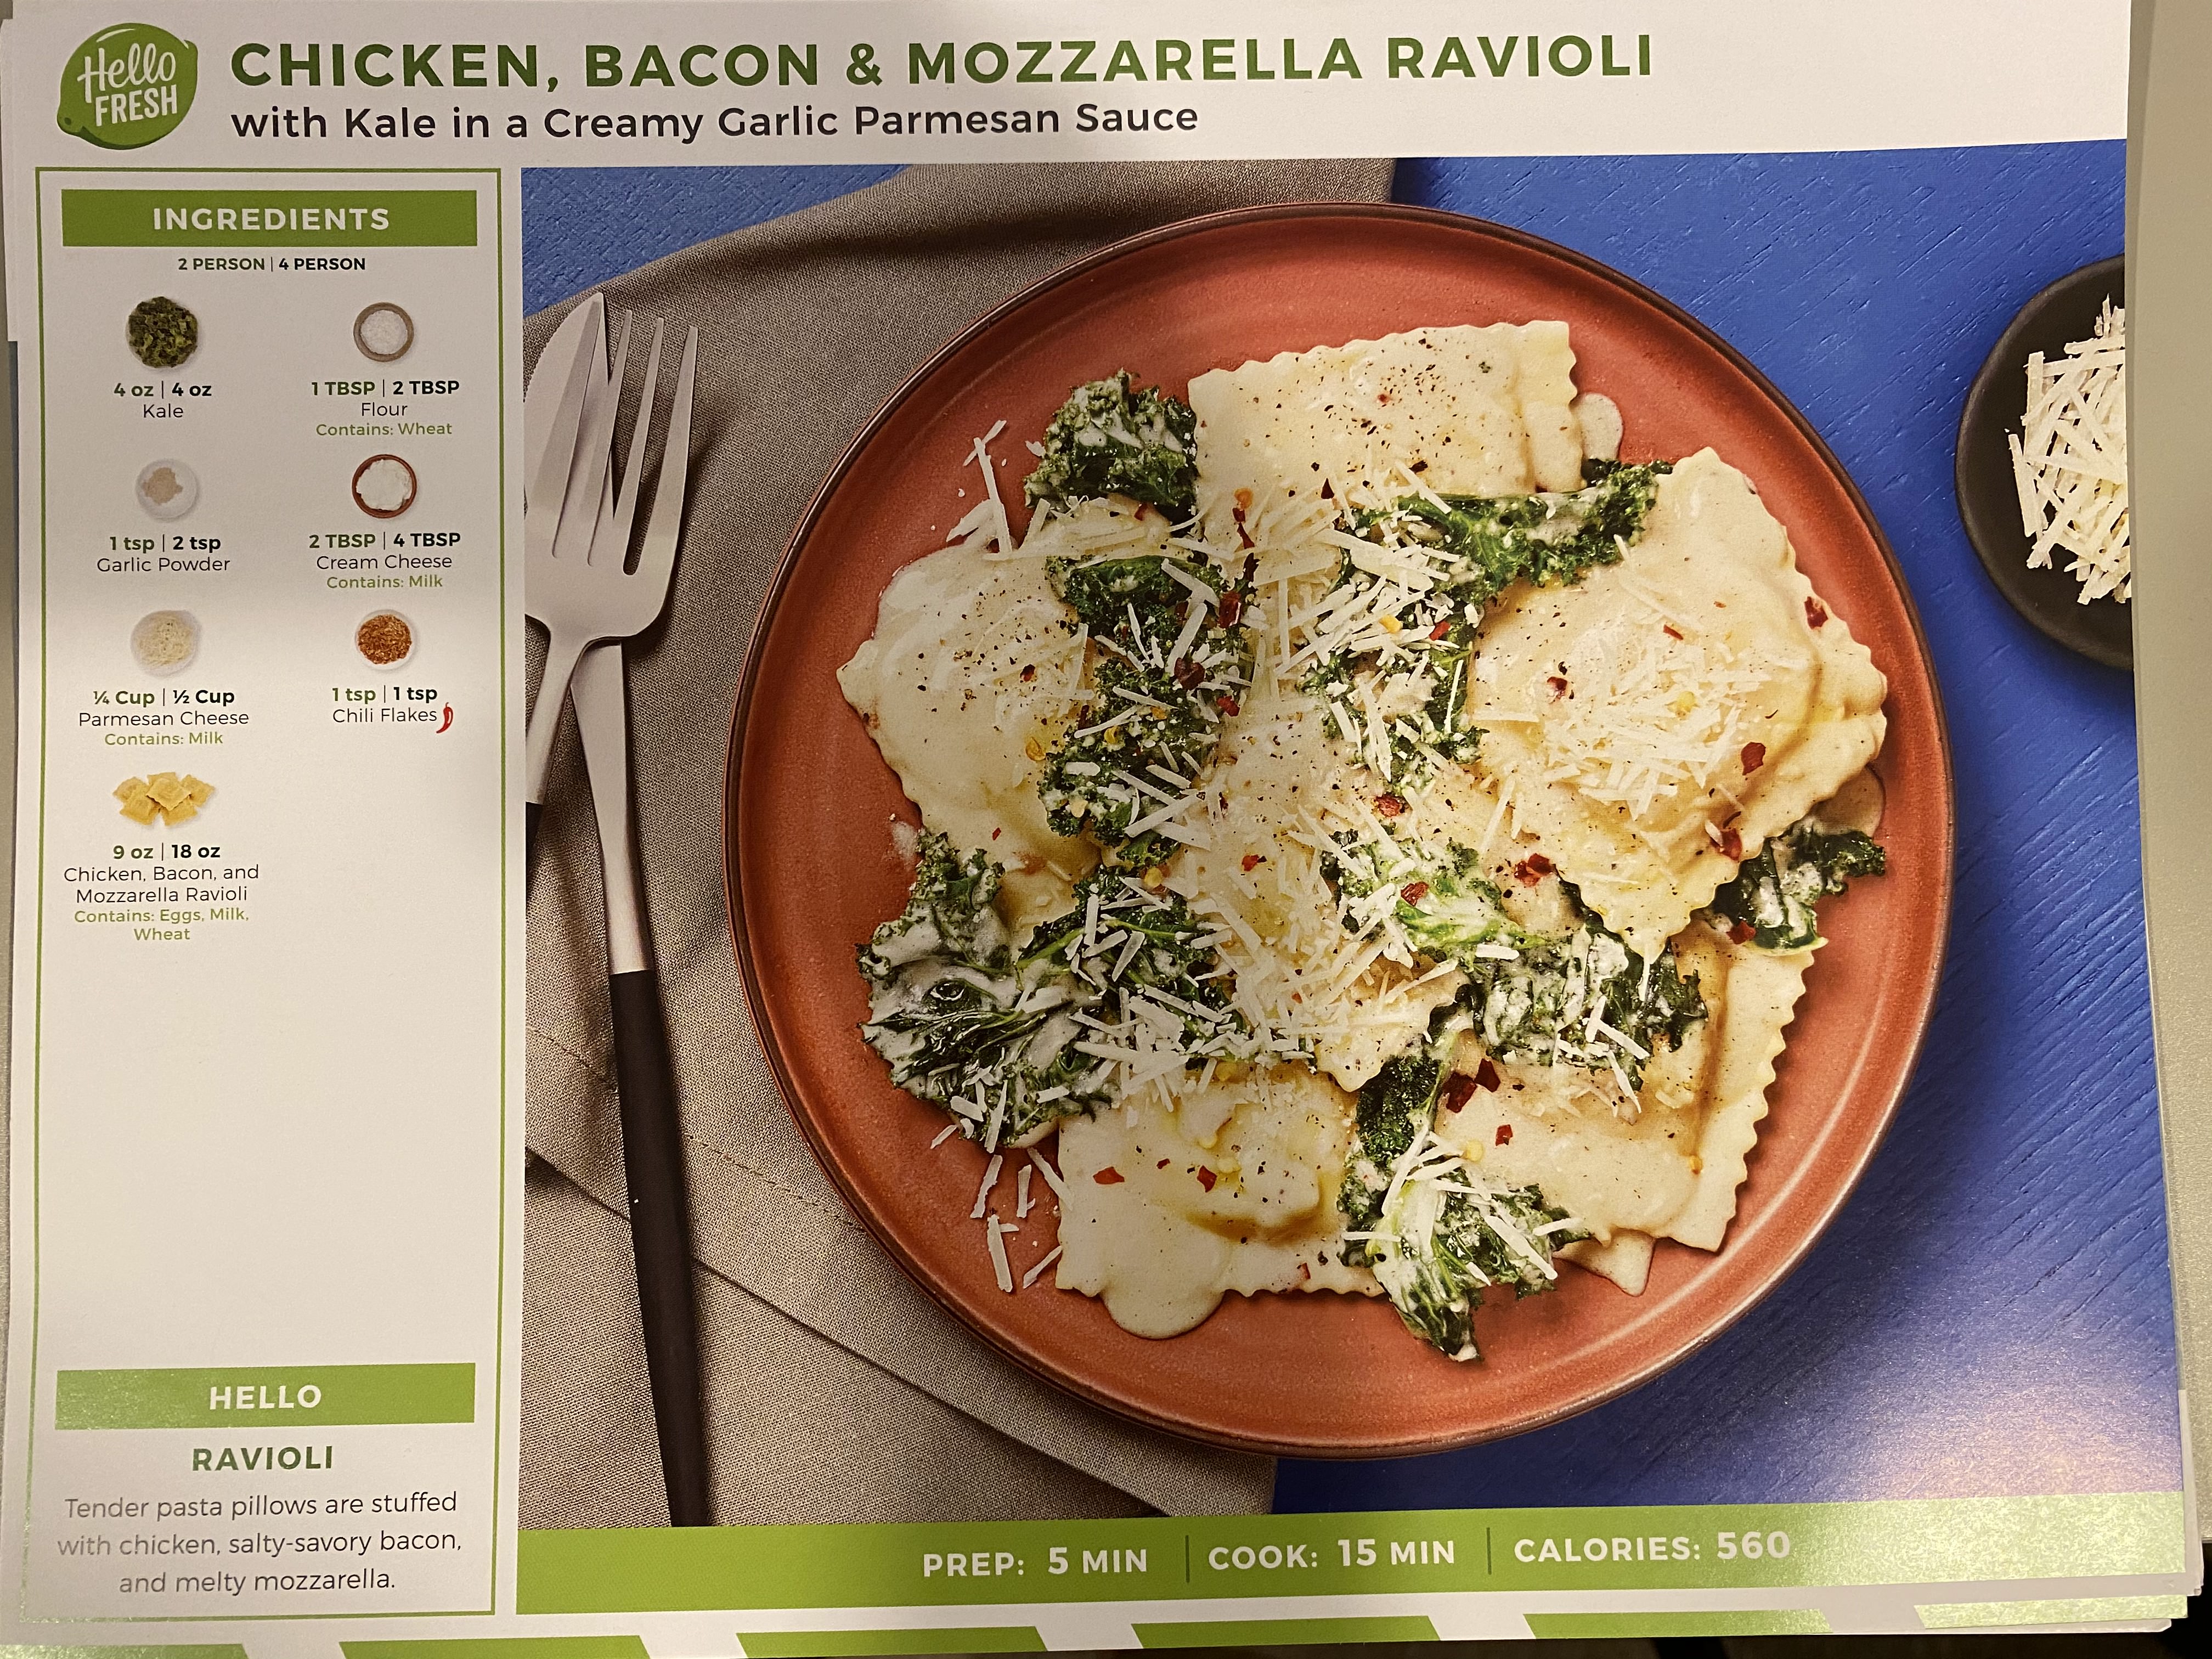 Hello
FRESH
CHICKEN, BACON & MOZZARELLA RAVIOLI
with Kale in a Creamy Garlic Parmesan Sauce
INGREDIENTS
2 PERSON | 4 PERSON
4 oz | 4 oz
Kale
1 TBSP | 2 TBSP
Flour
Contains: Wheat
1 tsp | 2 tsp
Garlic Powder
2 TBSP | 4 TBSP
Cream Cheese
Contains: Milk
¼ Cup | ½ Cup
Parmesan Cheese
Contains: Milk
1 tsp | 1 tsp
Chili Flakes
9 oz | 18 oz
Chicken, Bacon, and
Mozzarella Ravioli
Contains: Eggs, Milk,
Wheat
HELLO
RAVIOLI
Tender pasta pillows are stuffed
with chicken, salty-savory bacon,
and melty mozzarella.
PREP: 5 MIN | COOK: 15 MIN | CALORIES: 560